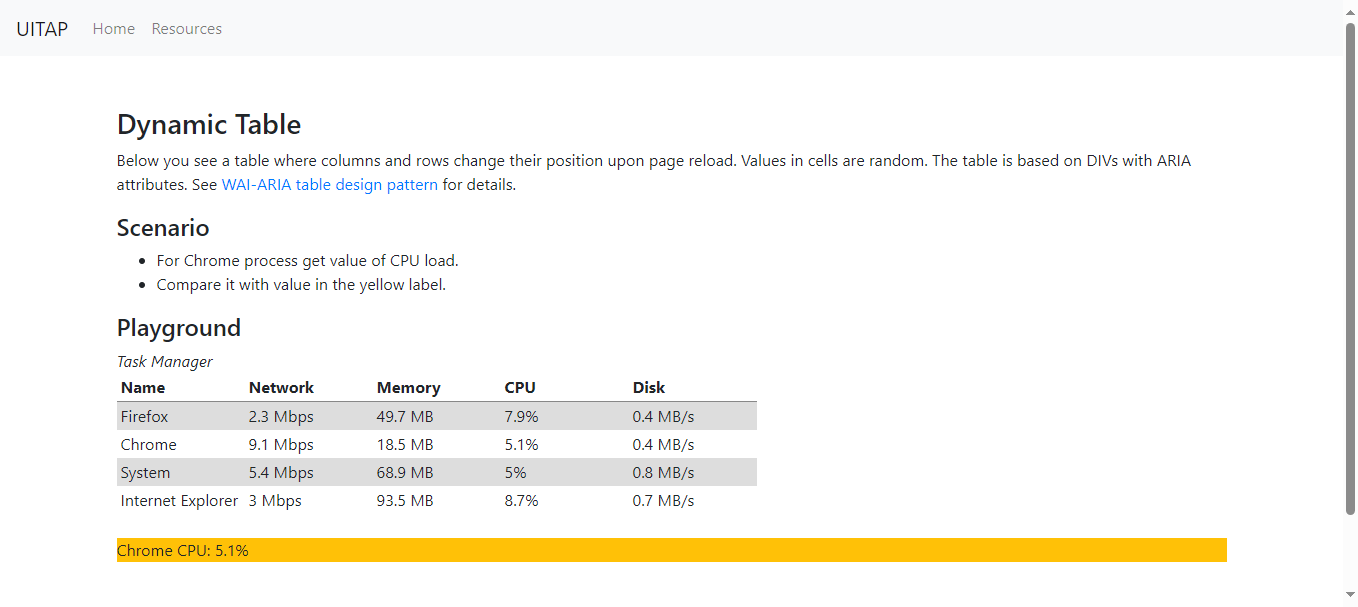 UITAP Home Resources
Dynamic Table
Below you see a table where columns and rows change their position upon page reload. Values in cells are random. The table is based on DIVs with ARIA
attributes. See WAI-ARIA table design pattern for details.
Scenario
For Chrome process get value of CPU load.
Compare it with value in the yellow label.
Playground
Task Manager
Name Network Memory CPU Disk
Firefox 2.3 Mbps 49.7 MB 7.9% 0.4 MB/s
Chrome 9.1 Mbps 18.5 MB 5.1% 0.4 MB/s
System 5.4 Mbps 68.9 MB 5% 0.8 MB/s
Internet Explorer 3 Mbps 93.5 MB 8.7% 0.7 MB/s
Chrome CPU: 5.1%